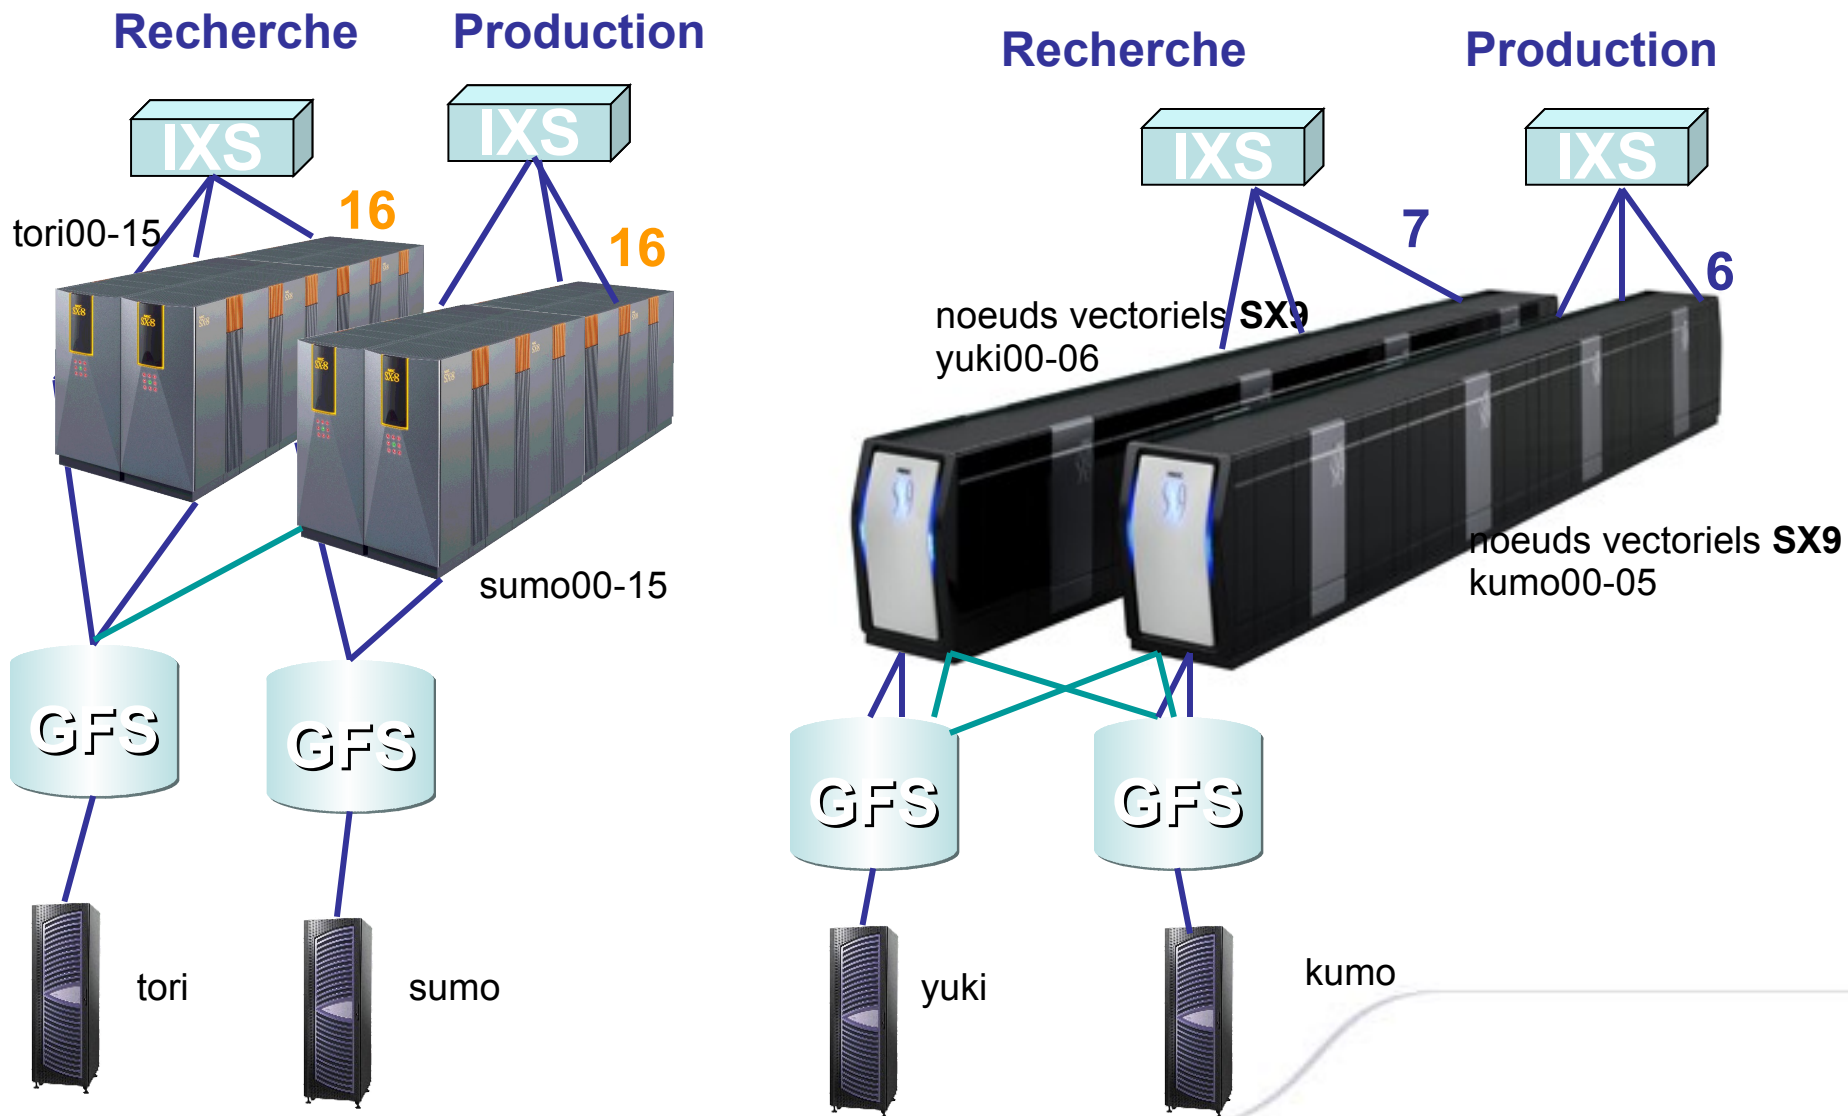 Recherche
Production
IXS
IXS
tori00-15
16
16
sumo00-15
GFS
GFS
tori
sumo
Recherche
Production
IXS
IXS
7
6
noeuds vectoriels SX9
yuki00-06
noeuds vectoriels SX9
kumo00-05
GFS
GFS
yuki
kumo